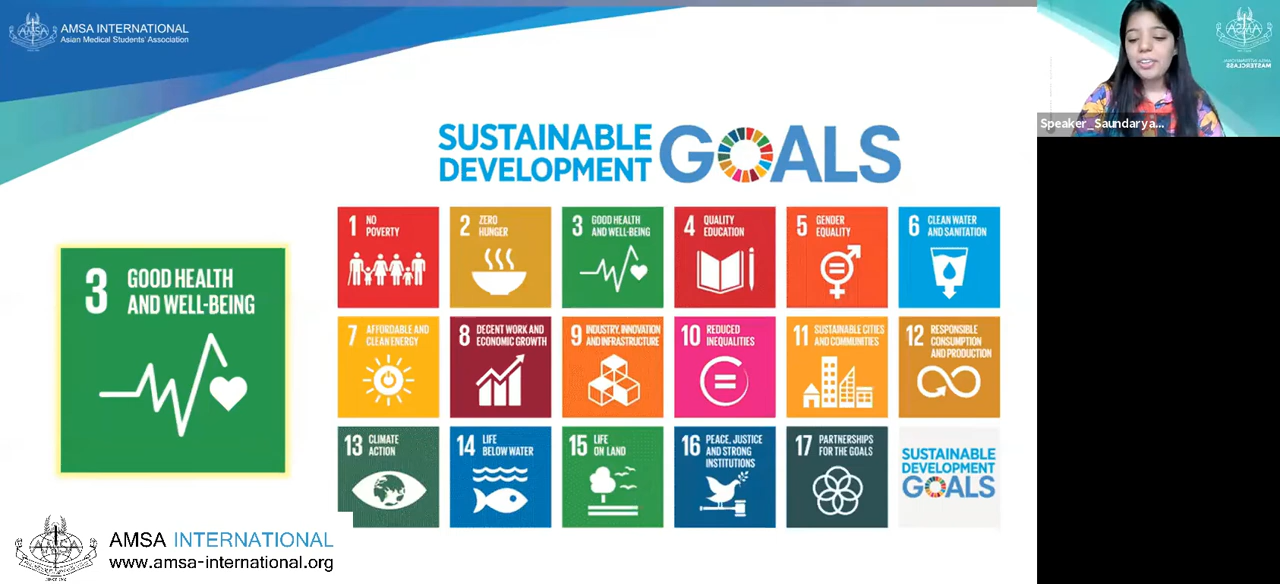 AMSA INTERNATIONAL
Asian Medical Students' Association
SUSTAINABLE
DEVELOPMENT
GOALS
3 GOOD HEALTH
AND WELL-BEING
1 NO
POVERTY
2 ZERO
HUNGER
3 GOOD HEALTH
AND WELL-BEING
4 QUALITY
EDUCATION
5 GENDER
EQUALITY
6 CLEAN WATER
AND SANITATION
7 AFFORDABLE AND
CLEAN ENERGY
8 DECENT WORK AND
ECONOMIC GROWTH
9 INDUSTRY, INNOVATION
AND INFRASTRUCTURE
10 REDUCED
INEQUALITIES
11 SUSTAINABLE CITIES
AND COMMUNITIES
12 RESPONSIBLE
CONSUMPTION
AND PRODUCTION
13 CLIMATE
ACTION
14 LIFE
BELOW WATER
15 LIFE
ON LAND
16 PEACE, JUSTICE
AND STRONG
INSTITUTIONS
17 PARTNERSHIPS
FOR THE GOALS
SUSTAINABLE
DEVELOPMENT
GOALS
AMSA INTERNATIONAL
www.amsa-international.org
Speaker_Saundarya...
MASTERCLASS